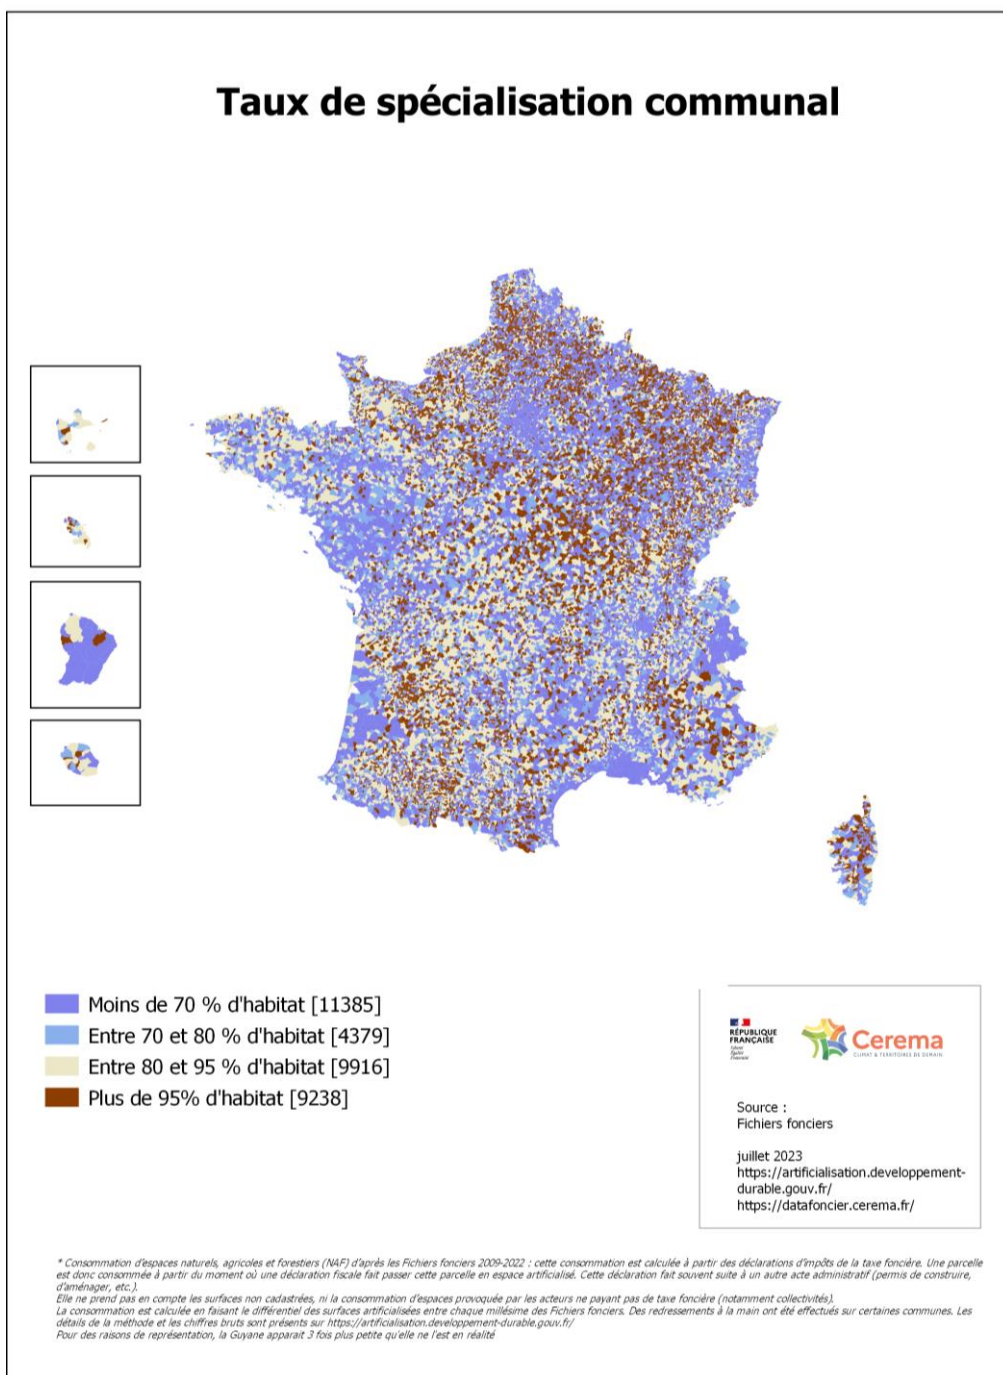 Taux de spécialisation communal
Moins de 70 % d'habitat [11385]
Entre 70 et 80 % d'habitat [4379]
Entre 80 et 95 % d'habitat [9916]
Plus de 95% d'habitat [9238]
RÉPUBLIQUE
FRANÇAISE
Liberté
Égalité
Fraternité
Cerema
CLIMAT & TERRITOIRES DE DEMAIN
Source :
Fichiers fonciers
juillet 2023
https://artificialisation.developpement-
durable.gouv.fr/
https://datafoncier.cerema.fr/
* Consommation d'espaces naturels, agricoles et forestiers (NAF) d'après les Fichiers fonciers 2009-2022 : cette consommation est calculée à partir des déclarations d'impôts de la taxe foncière. Une parcelle
est donc consommée à partir du moment où une déclaration fiscale fait passer cette parcelle en espace artificialisé. Cette déclaration fait souvent suite à un autre acte administratif (permis de construire,
d'aménager, etc.).
Elle ne prend pas en compte les surfaces non cadastrées, ni la consommation d'espaces provoquée par les acteurs ne payant pas de taxe foncière (notamment collectivités).
La consommation est calculée en faisant le différentiel des surfaces artificialisées entre chaque millésime des Fichiers fonciers. Des redressements à la main ont été effectués sur certaines communes. Les
détails de la méthode et les chiffres bruts sont présents sur https://artificialisation.developpement-durable.gouv.fr/
Pour des raisons de représentation, la Guyane apparait 3 fois plus petite qu'elle ne l'est en réalité